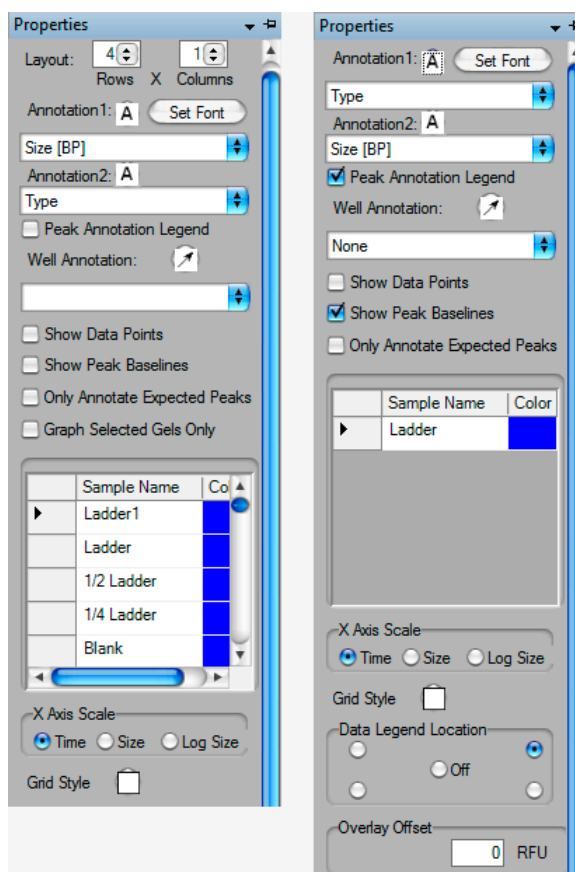 Properties
Layout: 4 1
Rows X Columns
Annotation1: A Set Font
Size [BP]
Annotation2: A
Type
Peak Annotation Legend
Well Annotation:
Show Data Points
Show Peak Baselines
Only Annotate Expected Peaks
Graph Selected Gels Only
Sample Name Co
Ladder1
Ladder
1/2 Ladder
1/4 Ladder
Blank
X Axis Scale
Time Size Log Size
Grid Style
Properties
Annotation1: A Set Font
Type
Annotation2: A
Size [BP]
Peak Annotation Legend
Well Annotation:
None
Show Data Points
Show Peak Baselines
Only Annotate Expected Peaks
Sample Name Color
Ladder
X Axis Scale
Time Size Log Size
Grid Style
Data Legend Location
Off
Overlay Offset
0 RFU